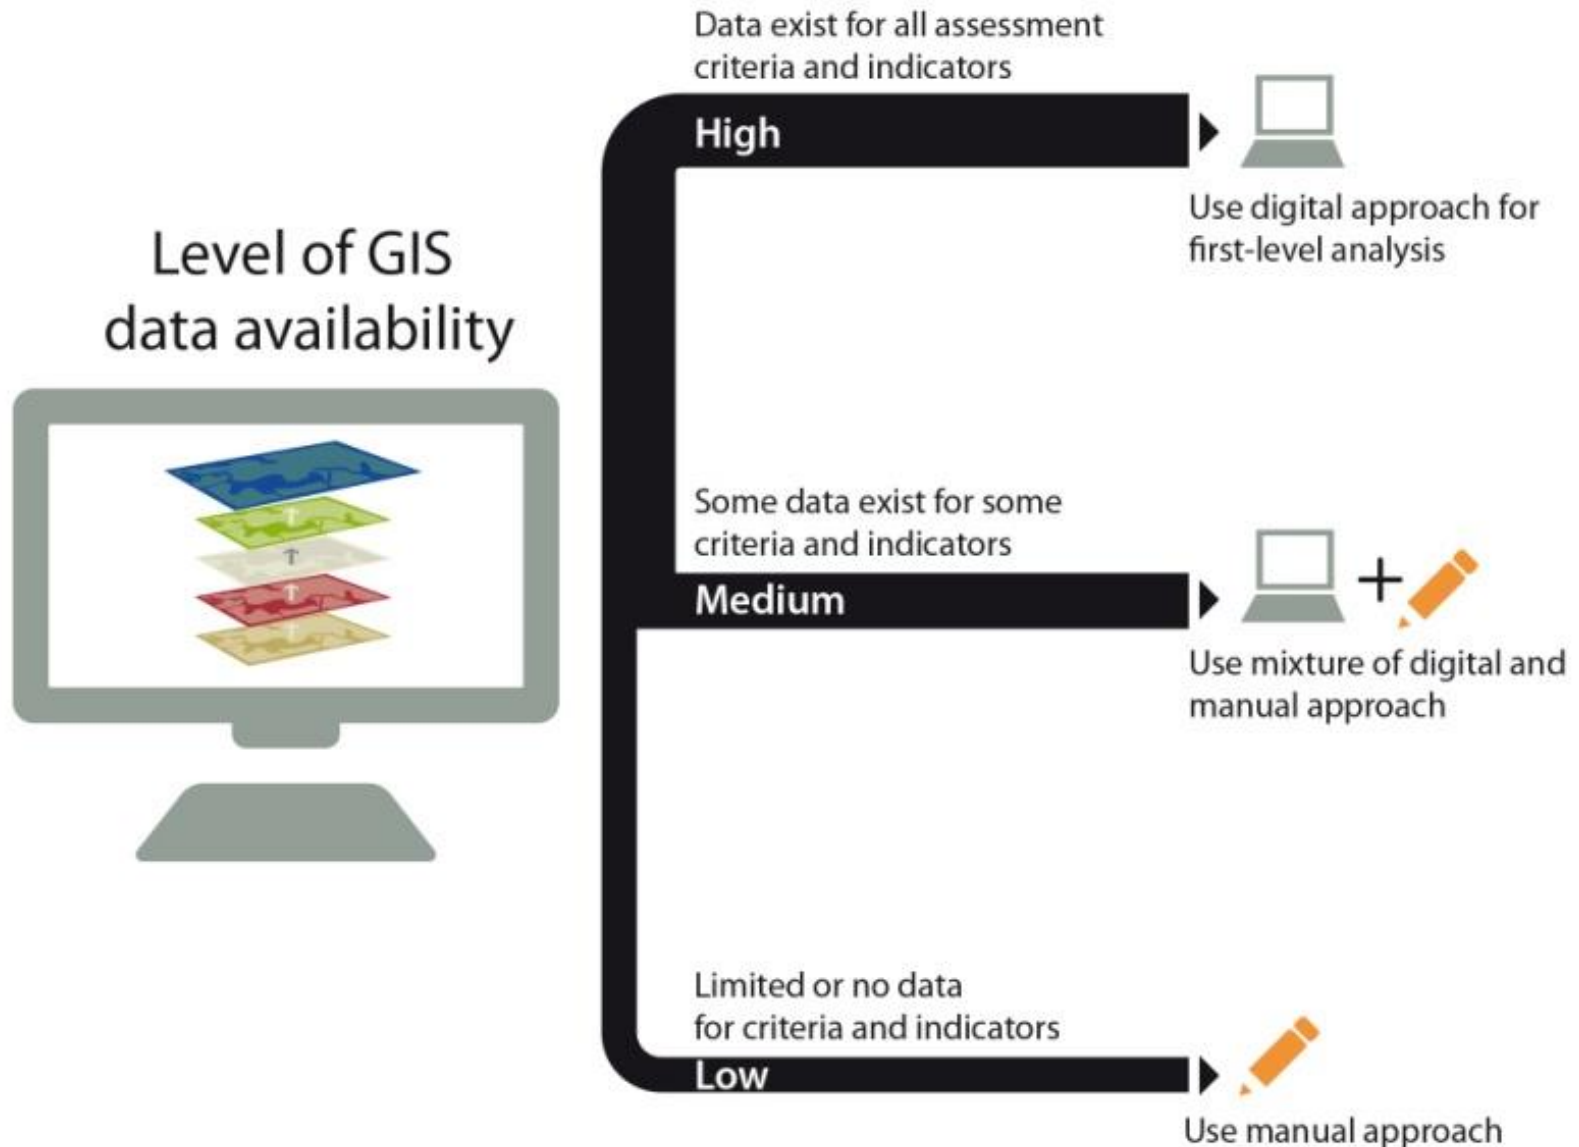 Level of GIS
data availability
Data exist for all assessment
criteria and indicators
High
Use digital approach for
first-level analysis
Some data exist for some
criteria and indicators
Medium
+
Use mixture of digital and
manual approach
Limited or no data
for criteria and indicators
Low
Use manual approach